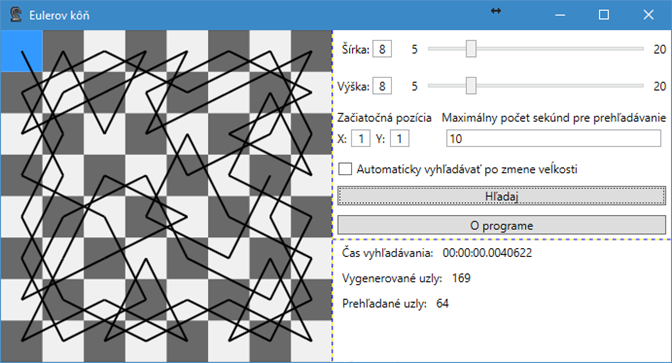 Eulerov kôň
Šírka: 8 5 20
Výška: 8 5 20
Začiatočná pozícia Maximálny počet sekúnd pre prehľadávanie
X: 1 Y: 1 10
Automaticky vyhľadávať po zmene veĺkosti
Hľadaj
O programe
Čas vyhľadávania: 00:00:00.0040622
Vygenerované uzly: 169
Prehľadané uzly: 64